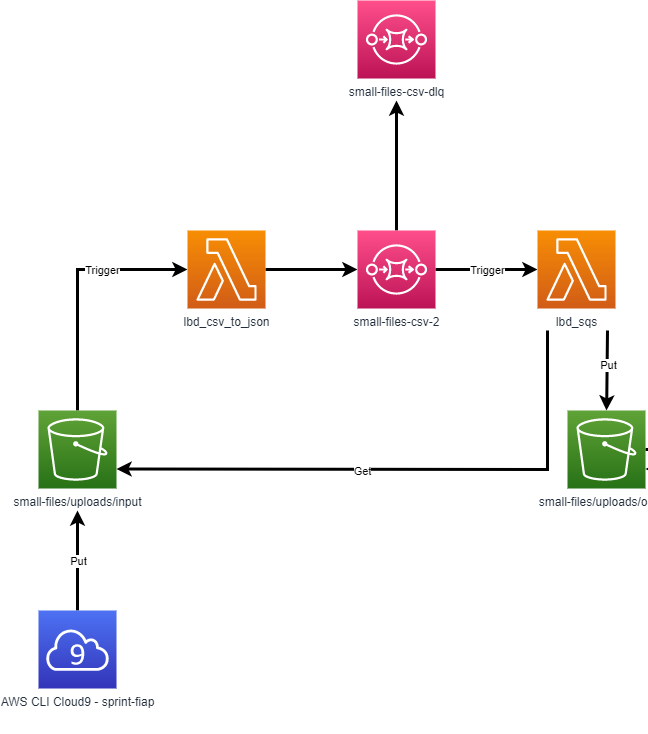 small-files-csv-dlq
Trigger
Trigger
lbd_csv_to_json
small-files-csv-2
lbd_sqs
Put
Get
small-files/uploads/input
small-files/uploads/o
Put
9
AWS CLI Cloud9 - sprint-fiap